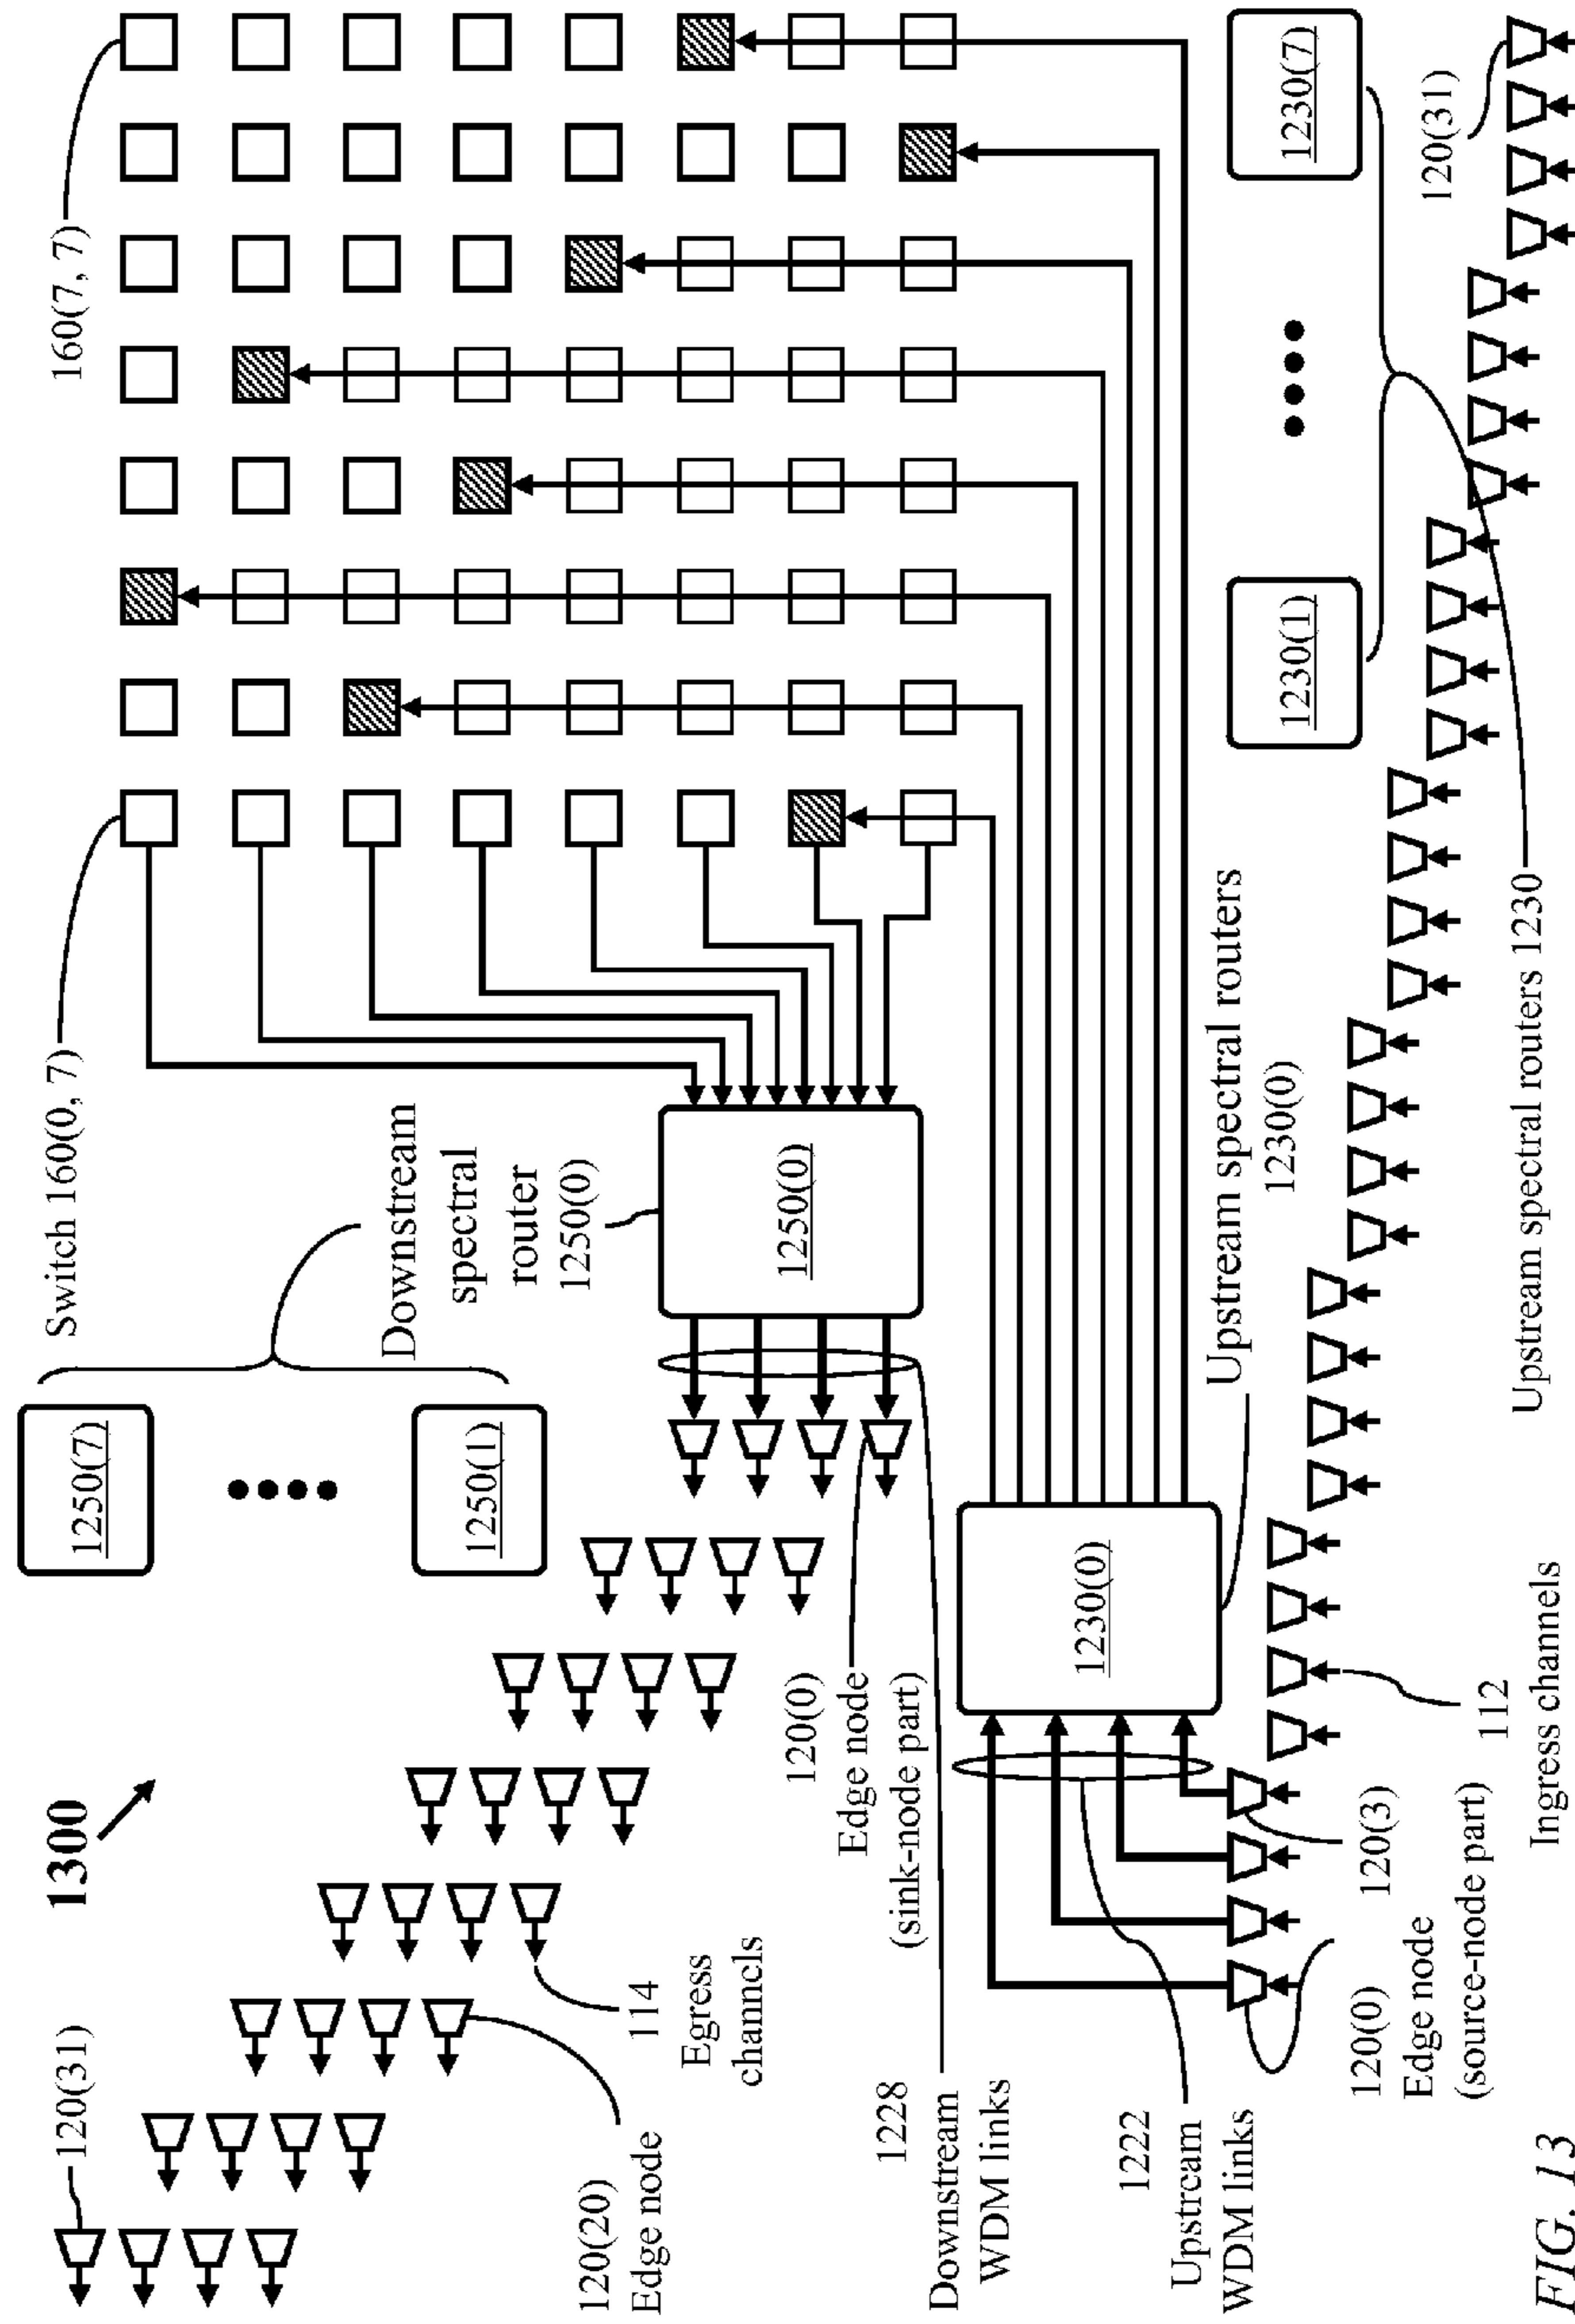 1300
120(31)
Switch 160(0, 7)
160(7, 7)
1250(7)
1250(1)
Downstream
spectral
router
1250(0)
1250(0)
120(20)
Edge node
114
Egress
channels
120(0)
Edge node
(sink-node part)
1228
Downstream
WDM links
1222
Upstream
WDM links
1230(0)
Upstream spectral routers
1230(0)
1230(1)
1230(7)
120(0)
Edge node
(source-node part)
120(3)
112
Ingress channels
120(31)
Upstream spectral routers 1230
FIG. 13